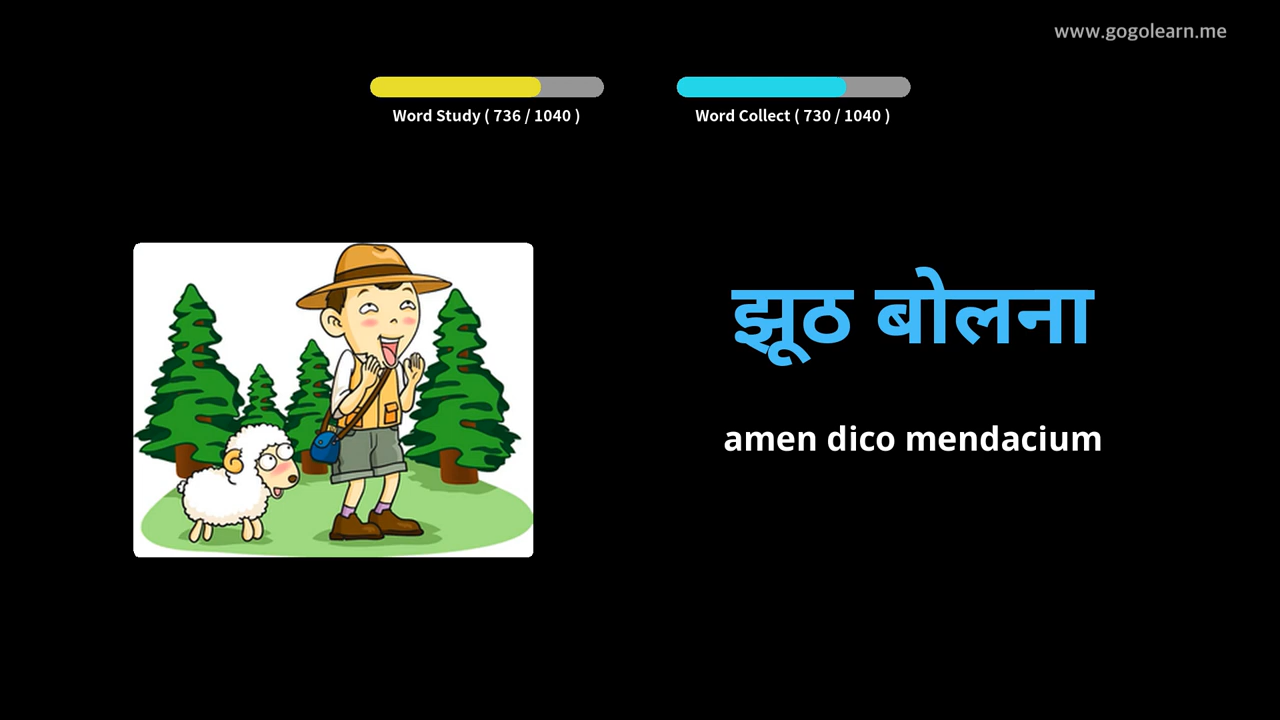 www.gogolearn.me
Word Study ( 736 / 1040 )
Word Collect ( 730 / 1040 )
झूठ बोलना
amen dico mendacium